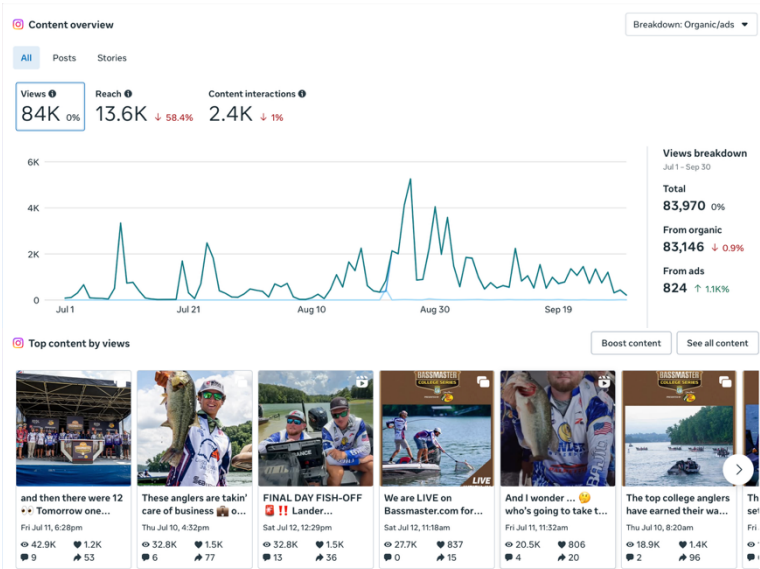 Content overview
Breakdown: Organic/ads
All Posts Stories
Views Reach Content interactions
84K 0% 13.6K ↓ 58.4% 2.4K ↓ 1%
6K
4K
2K
0
Jul 1 Jul 21 Aug 10 Aug 30 Sep 19
Views breakdown
Jul 1 – Sep 30
Total
83,970 0%
From organic
83,146 ↓ 0.9%
From ads
824 ↑ 1.1K%
Top content by views
Boost content
See all content
BASSMASTER
COLLEGE SERIES
LIVE
BASSMASTER
COLLEGE SERIES
and then there were 12
👀 Tomorrow one...
Fri Jul 11, 6:28pm
42.9K 1.2K
9 53
These anglers are takin'
care of business 💼 o...
Thu Jul 10, 4:32pm
32.8K 1.5K
6 77
FINAL DAY FISH-OFF
🚨‼️ Lander...
Sat Jul 12, 12:29pm
32.8K 1.5K
13 36
We are LIVE on
Bassmaster.com for...
Sat Jul 12, 11:18am
27.7K 837
0 15
And I wonder ... 🤔
who's going to take t...
Fri Jul 11, 11:32am
20.5K 806
4 20
The top college anglers
have earned their wa...
Thu Jul 10, 8:20am
18.9K 1.4K
2 96
Th
set
Fri J